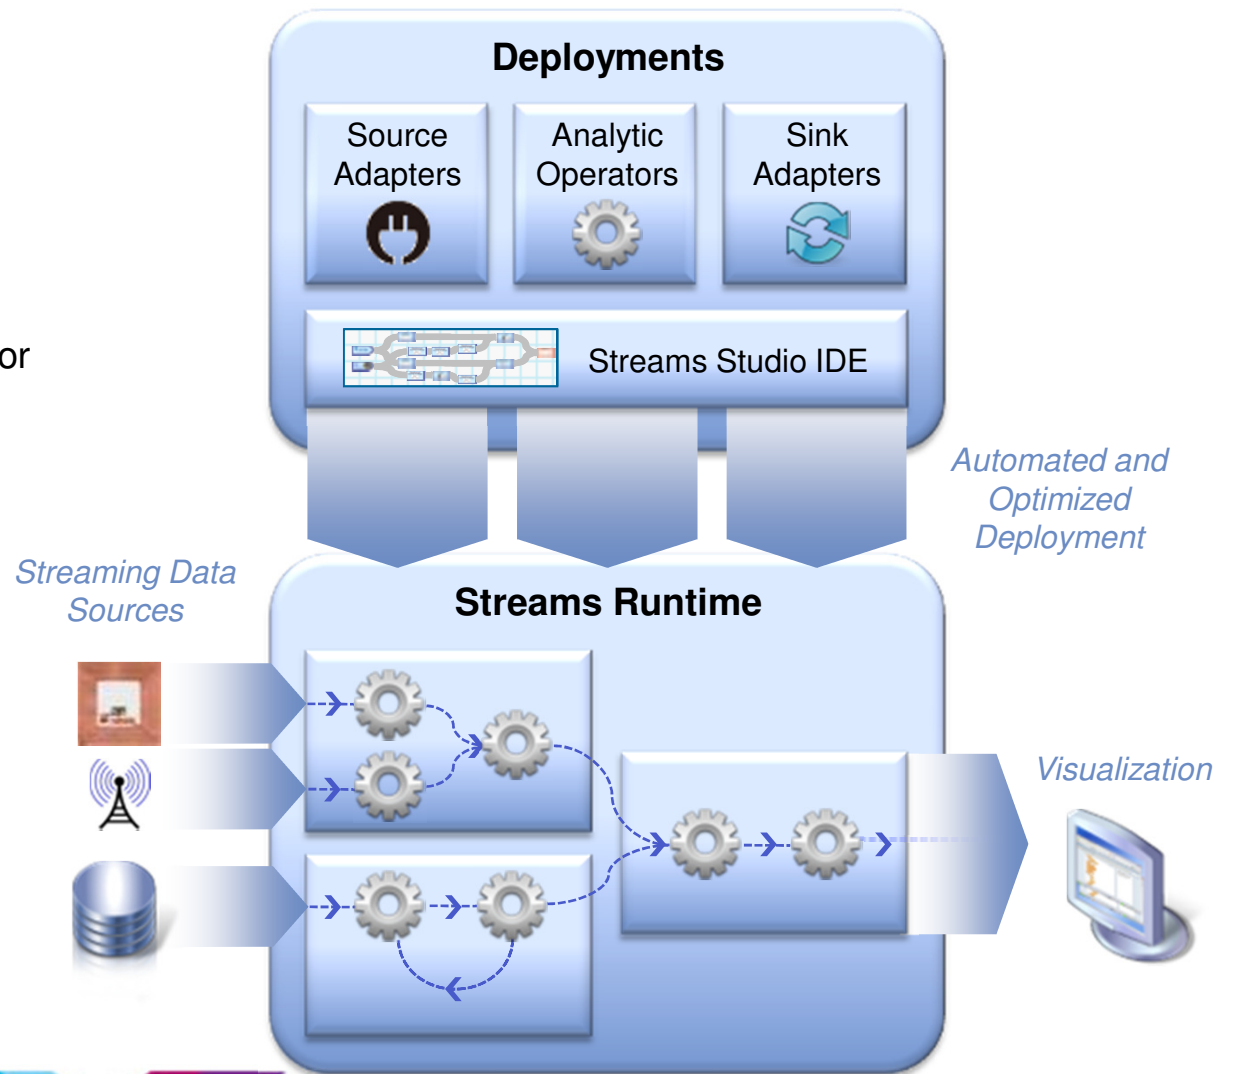 Deployments
Source
Adapters
Analytic
Operators
Sink
Adapters
or
Streams Studio IDE
Automated and
Optimized
Deployment
Streaming Data
Sources
Streams Runtime
Visualization